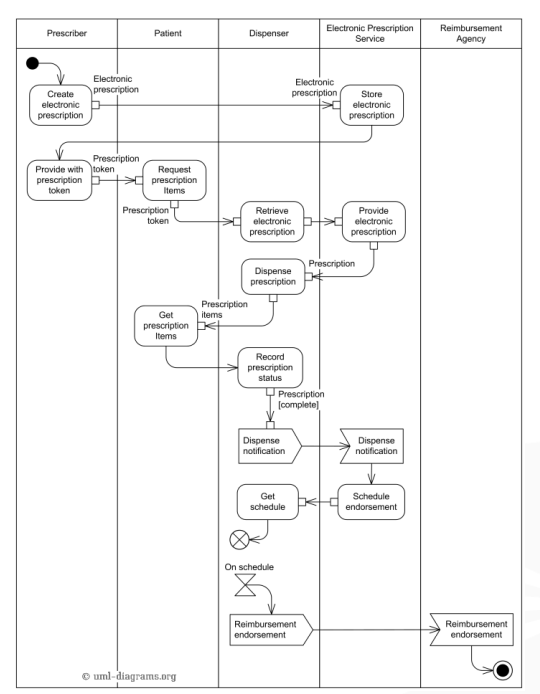 Prescriber
Patient
Dispenser
Electronic Prescription
Service
Reimbursement
Agency
Electronic
prescription
Electronic
prescription
Create
electronic
prescription
Store
electronic
prescription
Provide with
prescription
token
Prescription
token
Request
prescription
Items
Prescription
token
Retrieve
electronic
prescription
Provide
electronic
prescription
Prescription
Dispense
prescription
Prescription
items
Get
prescription
Items
Record
prescription
status
Prescription
[complete]
Dispense
notification
Dispense
notification
Get
schedule
Schedule
endorsement
On schedule
Reimbursement
endorsement
Reimbursement
endorsement
© uml-diagrams.org